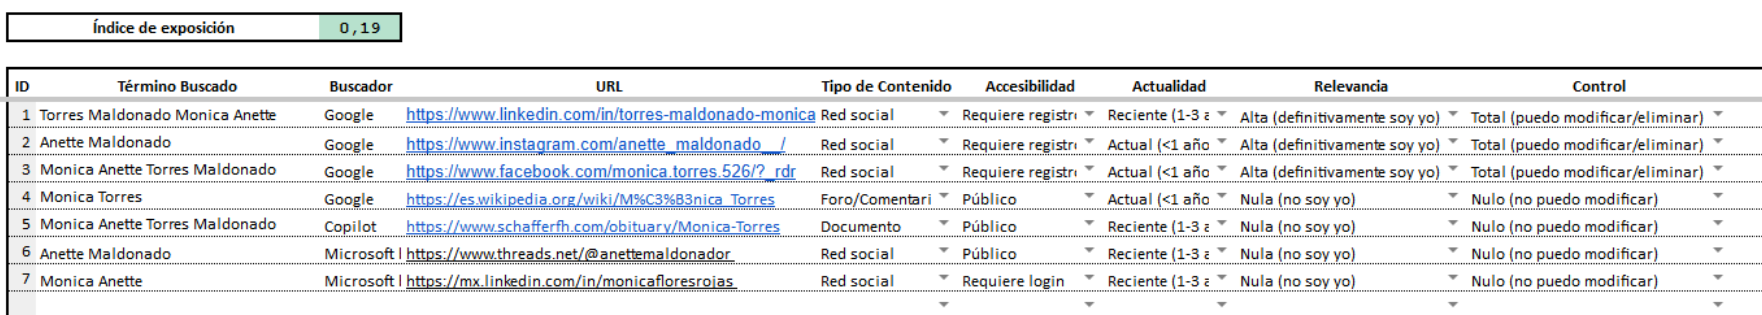 Índice de exposición 0,19
ID Término Buscado Buscador URL Tipo de Contenido Accesibilidad Actualidad Relevancia Control
1 Torres Maldonado Monica Anette Google https://www.linkedin.com/in/torres-maldonado-monica Red social Requiere registr Reciente (1-3 a Alta (definitivamente soy yo) Total (puedo modificar/eliminar)
2 Anette Maldonado Google https://www.instagram.com/anette_maldonado__/ Red social Requiere registr Actual (<1 año Alta (definitivamente soy yo) Total (puedo modificar/eliminar)
3 Monica Anette Torres Maldonado Google https://www.facebook.com/monica.torres.526/?_rdr Red social Requiere registr Actual (<1 año Alta (definitivamente soy yo) Total (puedo modificar/eliminar)
4 Monica Torres Google https://es.wikipedia.org/wiki/M%C3%B3nica_Torres Foro/Comentari Público Actual (<1 año Nula (no soy yo) Nulo (no puedo modificar)
5 Monica Anette Torres Maldonado Copilot https://www.schafferfh.com/obituary/Monica-Torres Documento Público Reciente (1-3 a Nula (no soy yo) Nulo (no puedo modificar)
6 Anette Maldonado Microsoft https://www.threads.net/@anettemaldonador_ Red social Público Reciente (1-3 a Nula (no soy yo) Nulo (no puedo modificar)
7 Monica Anette Microsoft https://mx.linkedin.com/in/monicafloresrojas Red social Requiere login Reciente (1-3 a Nula (no soy yo) Nulo (no puedo modificar)